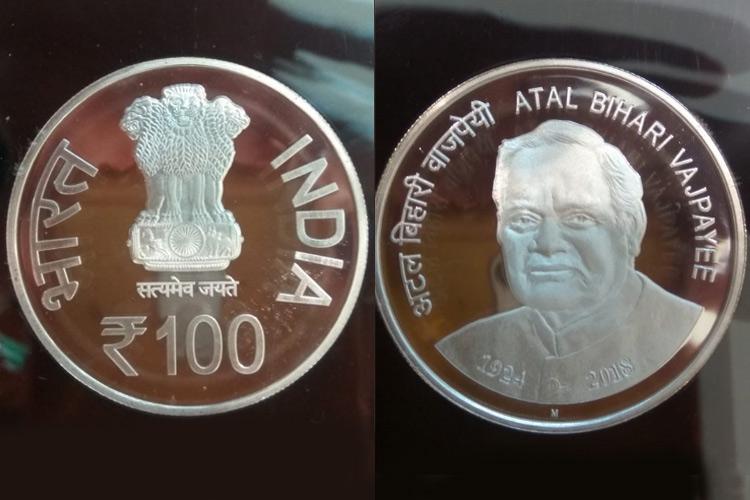 भारत
INDIA
सत्यमेव जयते
₹100
अटल बिहारी वाजपेयी
ATAL BIHARI VAJPAYEE
1924 - 2018
M